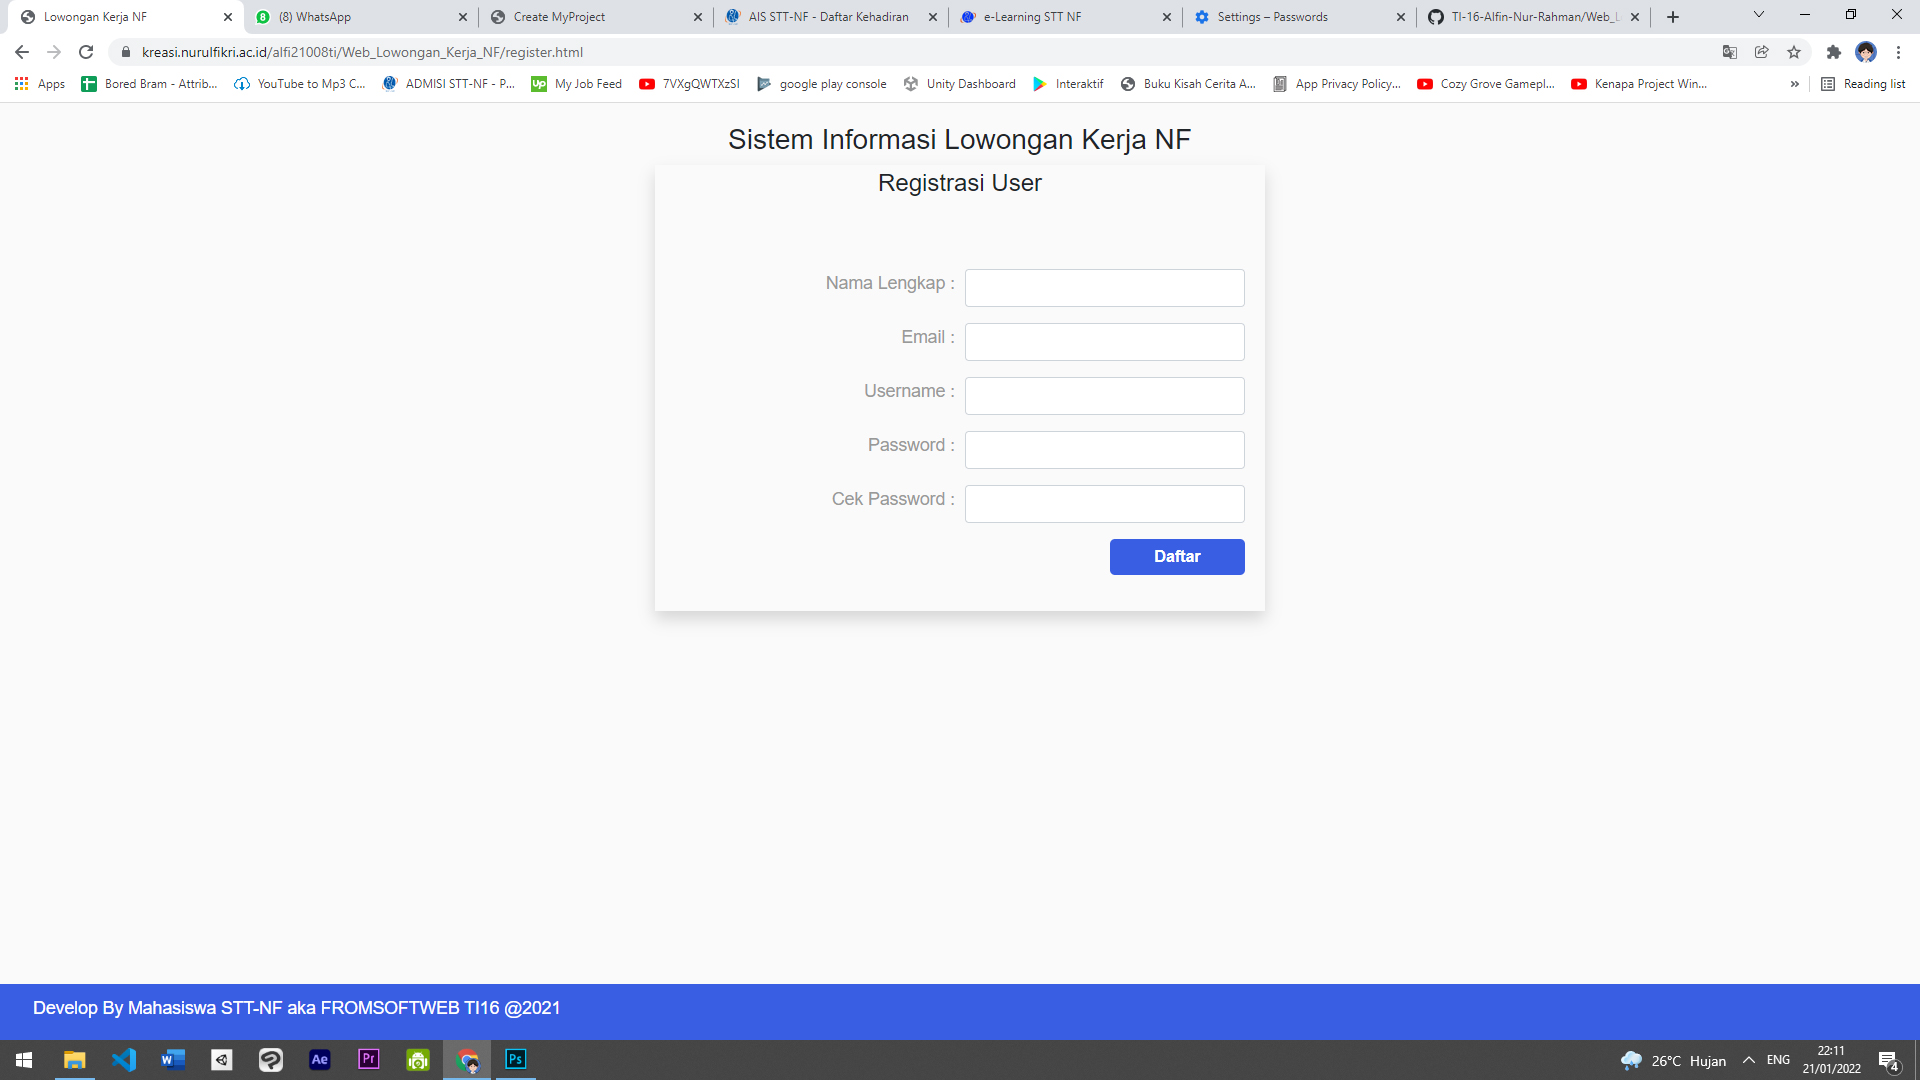 Lowongan Kerja NF
(8) WhatsApp
Create MyProject
AIS STT-NF - Daftar Kehadiran
e-Learning STT NF
Settings – Passwords
TI-16-Alfin-Nur-Rahman/Web_L
kreasi.nurulfikri.ac.id/alfi21008ti/Web_Lowongan_Kerja_NF/register.html
Apps
Bored Bram - Attrib...
YouTube to Mp3 C...
ADMISI STT-NF - P...
Up My Job Feed
7VXgQWTXzSI
google play console
Unity Dashboard
Interaktif
Buku Kisah Cerita A...
App Privacy Policy...
Cozy Grove Gamepl...
Kenapa Project Win...
»
Reading list
Sistem Informasi Lowongan Kerja NF
Registrasi User
Nama Lengkap :
Email :
Username :
Password :
Cek Password :
Daftar
Develop By Mahasiswa STT-NF aka FROMSOFTWEB TI16 @2021
Ae
Pr
Ps
26°C Hujan
ENG
22:11
21/01/2022
4